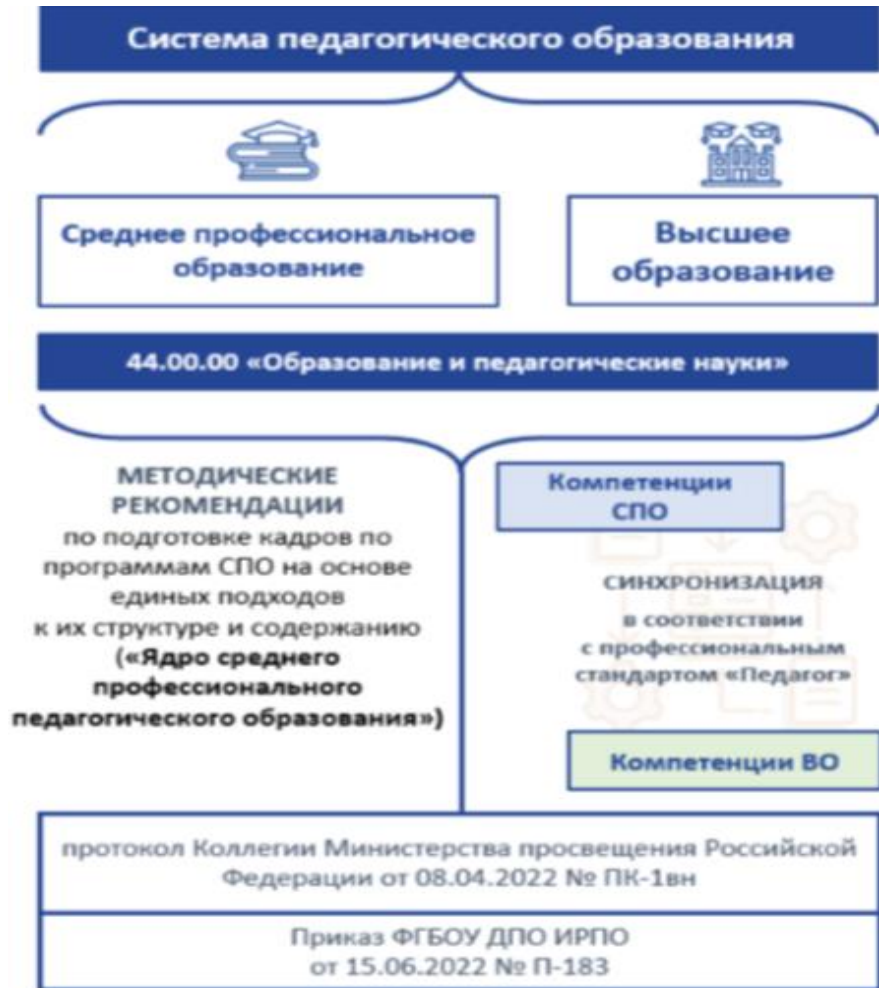 Система педагогического образования
Среднее профессиональное
образование
Высшее
образование
44.00.00 «Образование и педагогические науки»
МЕТОДИЧЕСКИЕ
РЕКОМЕНДАЦИИ
по подготовке кадров по
программам СПО на основе
единых подходов
к их структуре и содержанию
(«Ядро среднего
профессионального
педагогического образования»)
Компетенции
СПО
СИНХРОНИЗАЦИЯ
в соответствии
с профессиональным
стандартом «Педагог»
Компетенции ВО
протокол Коллегии Министерства просвещения Российской
Федерации от 08.04.2022 № ПК-1вн
Приказ ФГБОУ ДПО ИРПО
от 15.06.2022 № П-183